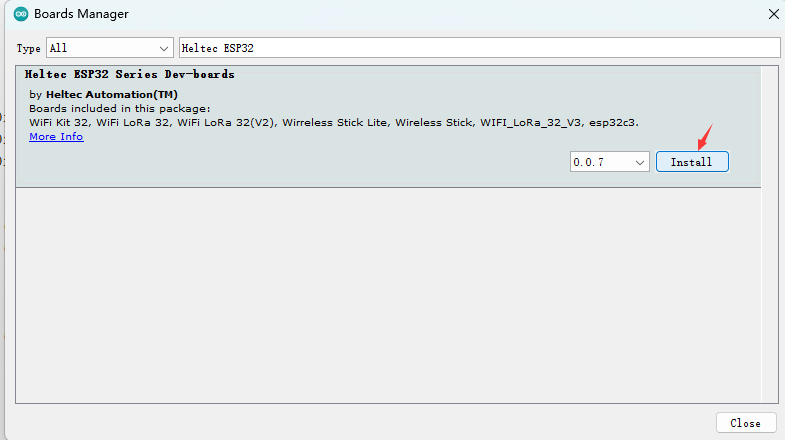 Boards Manager
Type All Heltec ESP32
Heltec ESP32 Series Dev-boards
by Heltec Automation(TM)
Boards included in this package:
WiFi Kit 32, WiFi LoRa 32, WiFi LoRa 32(V2), Wirreless Stick Lite, Wireless Stick, WIFI_LoRa_32_V3, esp32c3.
More Info
0.0.7 Install
Close